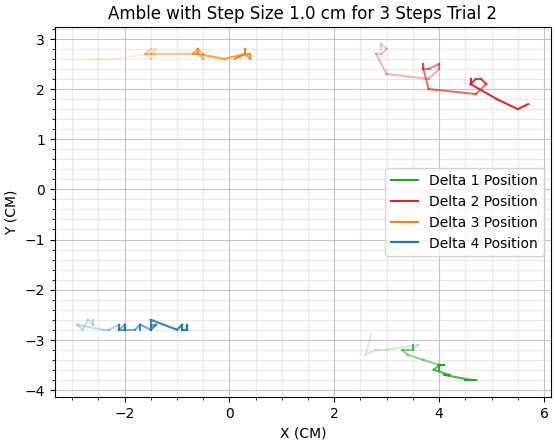 Amble with Step Size 1.0 cm for 3 Steps Trial 2
3
2
1
0
−1
−2
−3
−4
Y (CM)
Delta 1 Position
Delta 2 Position
Delta 3 Position
Delta 4 Position
−2 0 2 4 6
X (CM)